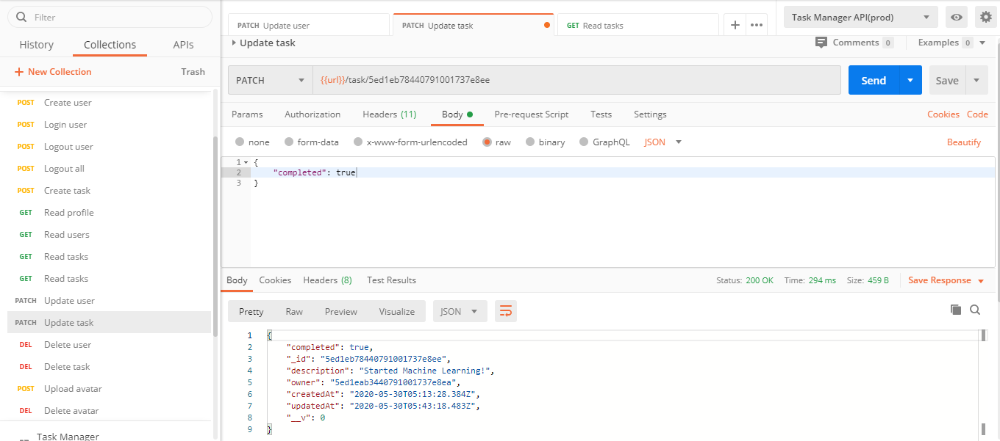 Filter
History Collections APIs
+ New Collection Trash
POST Create user
POST Login user
POST Logout user
POST Logout all
POST Create task
GET Read profile
GET Read users
GET Read tasks
GET Read tasks
PATCH Update user
PATCH Update task
DEL Delete user
DEL Delete task
POST Upload avatar
DEL Delete avatar
Task Manager
PATCH Update user PATCH Update task GET Read tasks + ••• Task Manager API(prod)
Update task Comments 0 Examples 0
PATCH {{url}}/task/5ed1eb78440791001737e8ee Send Save
Params Authorization Headers (11) Body Pre-request Script Tests Settings Cookies Code
none form-data x-www-form-urlencoded raw binary GraphQL JSON Beautify
1 {
2 "completed": true
3 }
Body Cookies Headers (8) Test Results Status: 200 OK Time: 294 ms Size: 459 B Save Response
Pretty Raw Preview Visualize JSON
1 {
2 "completed": true,
3 "_id": "5ed1eb78440791001737e8ee",
4 "description": "Started Machine Learning!",
5 "owner": "5ed1eab3440791001737e8ea",
6 "createdAt": "2020-05-30T05:13:28.384Z",
7 "updatedAt": "2020-05-30T05:43:18.483Z",
8 "__v": 0
9 }